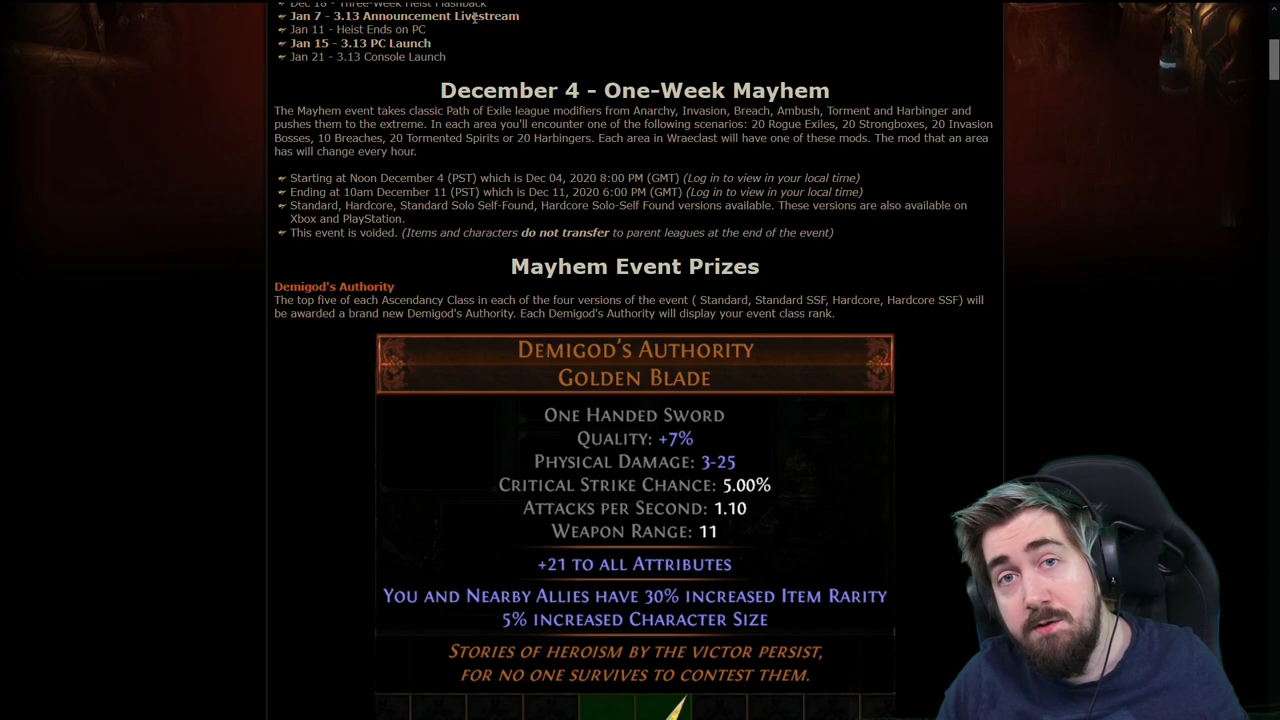 Dec 18 - Three-Week Heist Flashback
Jan 7 - 3.13 Announcement Livestream
Jan 11 - Heist Ends on PC
Jan 15 - 3.13 PC Launch
Jan 21 - 3.13 Console Launch
December 4 - One-Week Mayhem
The Mayhem event takes classic Path of Exile league modifiers from Anarchy, Invasion, Breach, Ambush, Torment and Harbinger and
pushes them to the extreme. In each area you'll encounter one of the following scenarios: 20 Rogue Exiles, 20 Strongboxes, 20 Invasion
Bosses, 10 Breaches, 20 Tormented Spirits or 20 Harbingers. Each area in Wraeclast will have one of these mods. The mod that an area
has will change every hour.
Starting at Noon December 4 (PST) which is Dec 04, 2020 8:00 PM (GMT) (Log in to view in your local time)
Ending at 10am December 11 (PST) which is Dec 11, 2020 6:00 PM (GMT) (Log in to view in your local time)
Standard, Hardcore, Standard Solo Self-Found, Hardcore Solo-Self Found versions available. These versions are also available on
Xbox and PlayStation.
This event is voided. (Items and characters do not transfer to parent leagues at the end of the event)
Mayhem Event Prizes
Demigod's Authority
The top five of each Ascendancy Class in each of the four versions of the event ( Standard, Standard SSF, Hardcore, Hardcore SSF) will
be awarded a brand new Demigod's Authority. Each Demigod's Authority will display your event class rank.
DEMIGOD'S AUTHORITY
GOLDEN BLADE
ONE HANDED SWORD
QUALITY: +7%
PHYSICAL DAMAGE: 3-25
CRITICAL STRIKE CHANCE: 5.00%
ATTACKS PER SECOND: 1.10
WEAPON RANGE: 11
+21 TO ALL ATTRIBUTES
YOU AND NEARBY ALLIES HAVE 30% INCREASED ITEM RARITY
5% INCREASED CHARACTER SIZE
STORIES OF HEROISM BY THE VICTOR PERSIST,
FOR NO ONE SURVIVES TO CONTEST THEM.